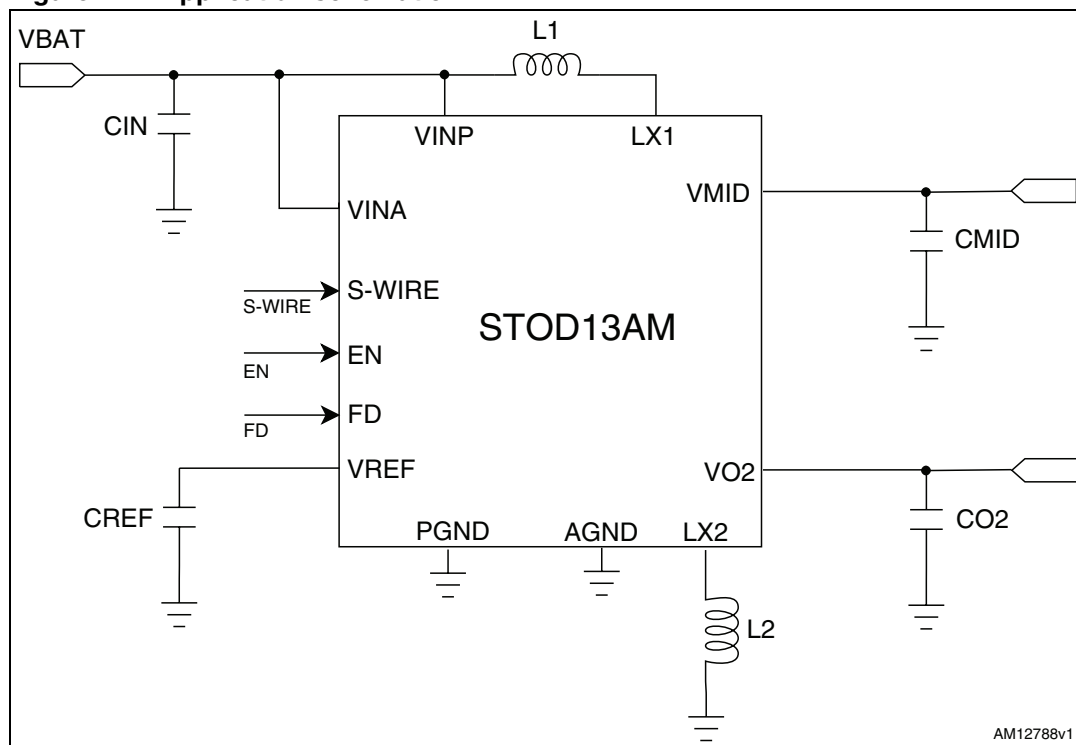 VBAT
L1
CIN
VINP
LX1
VMID
VINA
CMID
S-WIRE
S-WIRE
STOD13AM
EN
EN
FD
FD
VREF
VO2
CREF
CO2
PGND
AGND
LX2
L2
AM12788v1